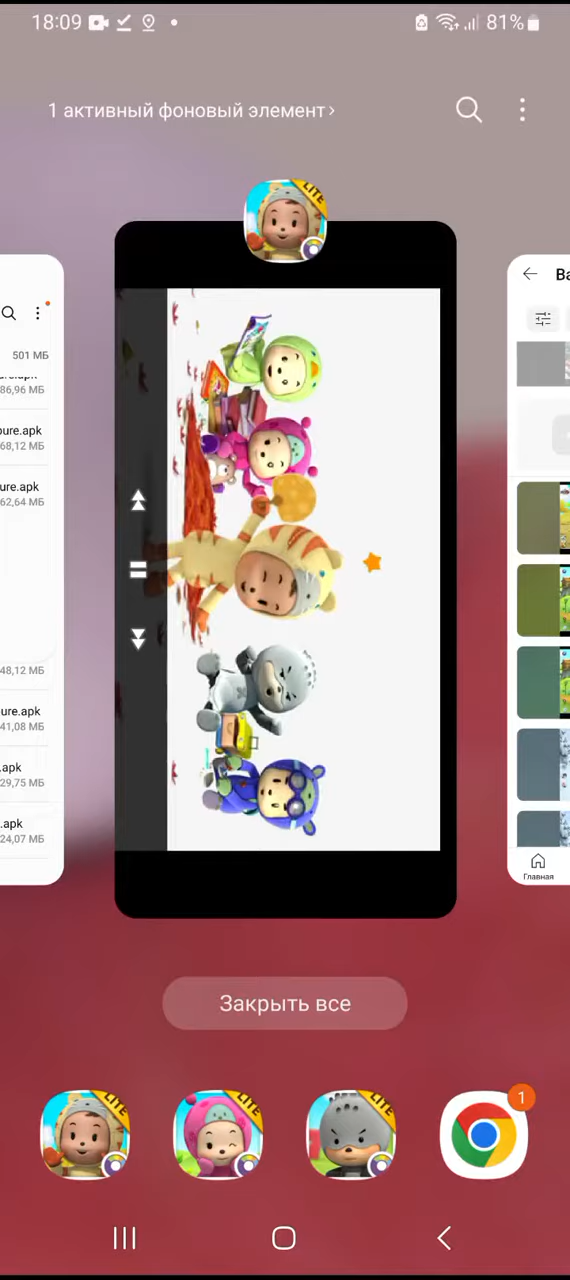 18:09
81%
1 активный фоновый элемент ›
LITE
501 МБ
86,96 МБ
oure.apk
68,12 МБ
ure.apk
62,64 МБ
48,12 МБ
ure.apk
41,08 МБ
.apk
29,75 МБ
.apk
24,07 МБ
Ва
Главная
Закрыть все
LITE
LITE
LITE
1